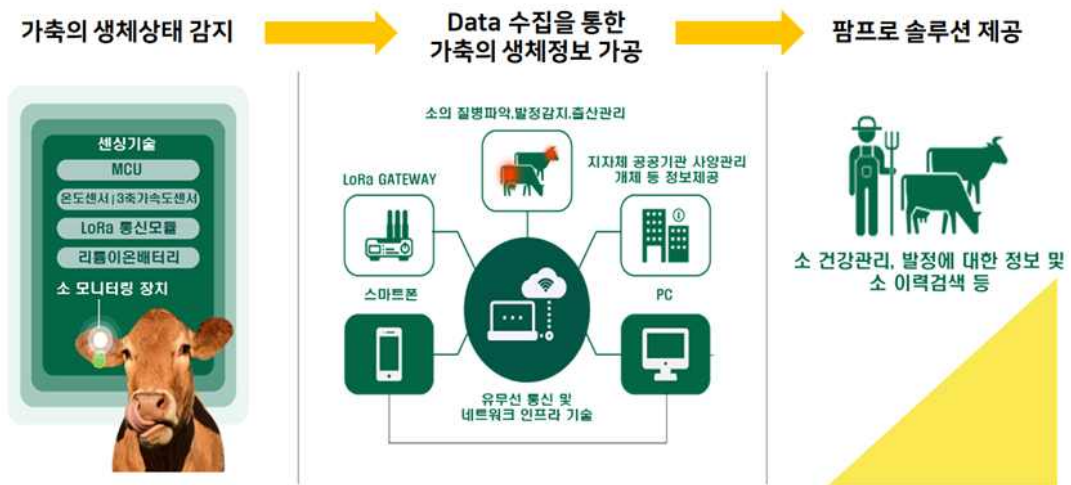 가축의 생체상태 감지
Data 수집을 통한
가축의 생체정보 가공
팜프로 솔루션 제공
센싱기술
MCU
온도센서|3축가속도센서
LoRa 통신모듈
리튬이온배터리
소 모니터링 장치
소의 질병파악.발정감지.출산관리
LoRa GATEWAY
지자체 공공기관 사양관리
개체 등 정보제공
스마트폰
PC
유무선 통신 및
네트워크 인프라 기술
소 건강관리, 발정에 대한 정보 및
소 이력검색 등